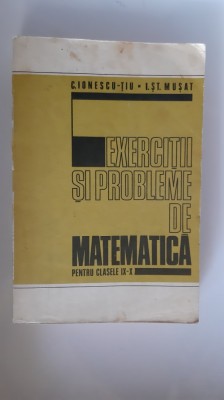 C.IONESCU-ŢIU • I.ŞT. MUŞAT
EXERCIŢII
ŞI PROBLEME
DE
MATEMATICĂ
PENTRU CLASELE IX-X